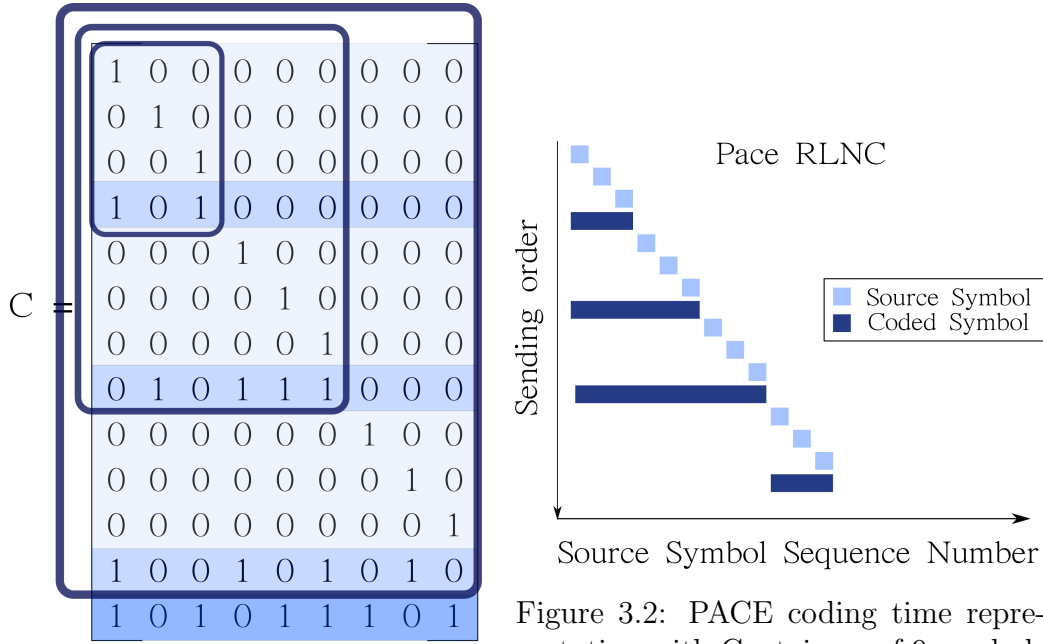 1 0 0 0 0 0 0 0 0
0 1 0 0 0 0 0 0 0
0 0 1 0 0 0 0 0 0
1 0 1 0 0 0 0 0 0
0 0 0 1 0 0 0 0 0
C = 0 0 0 0 1 0 0 0 0
0 0 0 0 0 1 0 0 0
0 1 0 1 1 1 0 0 0
0 0 0 0 0 0 1 0 0
0 0 0 0 0 0 0 1 0
0 0 0 0 0 0 0 0 1
1 0 0 1 0 1 0 1 0
1 0 1 0 1 1 1 0 1
Pace RLNC
Sending order
Source Symbol
Coded Symbol
Source Symbol Sequence Number
Figure 3.2: PACE coding time repre-